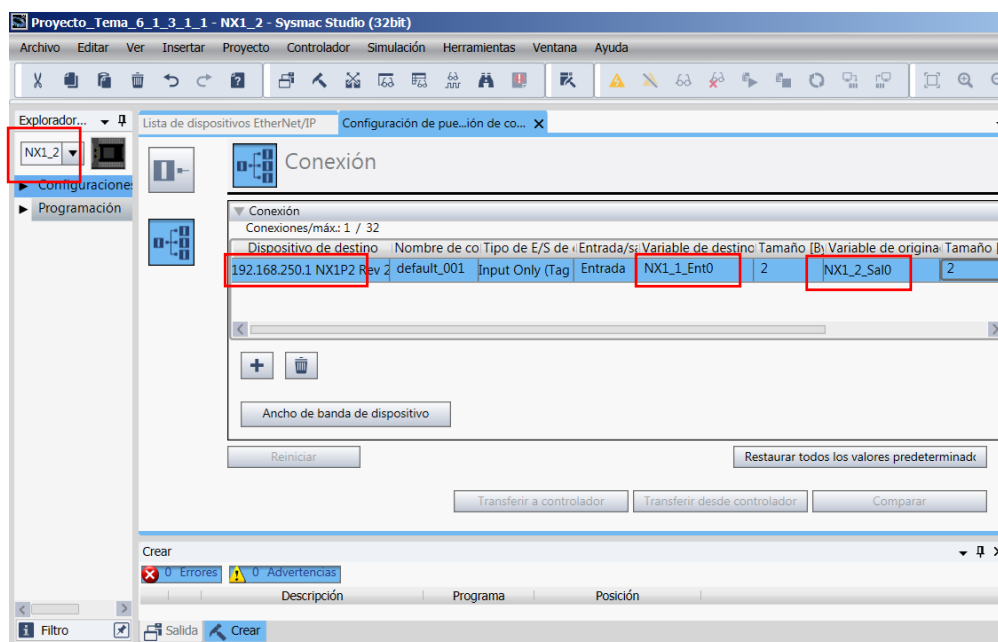 Proyecto_Tema_6_1_3_1_1 - NX1_2 - Sysmac Studio (32bit)
Archivo Editar Ver Insertar Proyecto Controlador Simulación Herramientas Ventana Ayuda
Explorador...
Lista de dispositivos EtherNet/IP
Configuración de pue...ión de co...
NX1_2
Conexión
Configuraciones
Programación
Conexión
Conexiones/máx.: 1 / 32
Dispositivo de destino Nombre de co Tipo de E/S de Entrada/sa Variable de destino Tamaño [By Variable de origina Tamaño [
192.168.250.1 NX1P2 Rev 2 default_001 Input Only (Tag Entrada NX1_1_Ent0 2 NX1_2_Sal0 2
Ancho de banda de dispositivo
Reiniciar
Restaurar todos los valores predeterminado
Transferir a controlador
Transferir desde controlador
Comparar
Crear
0 Errores
0 Advertencias
Descripción Programa Posición
Filtro
Salida
Crear